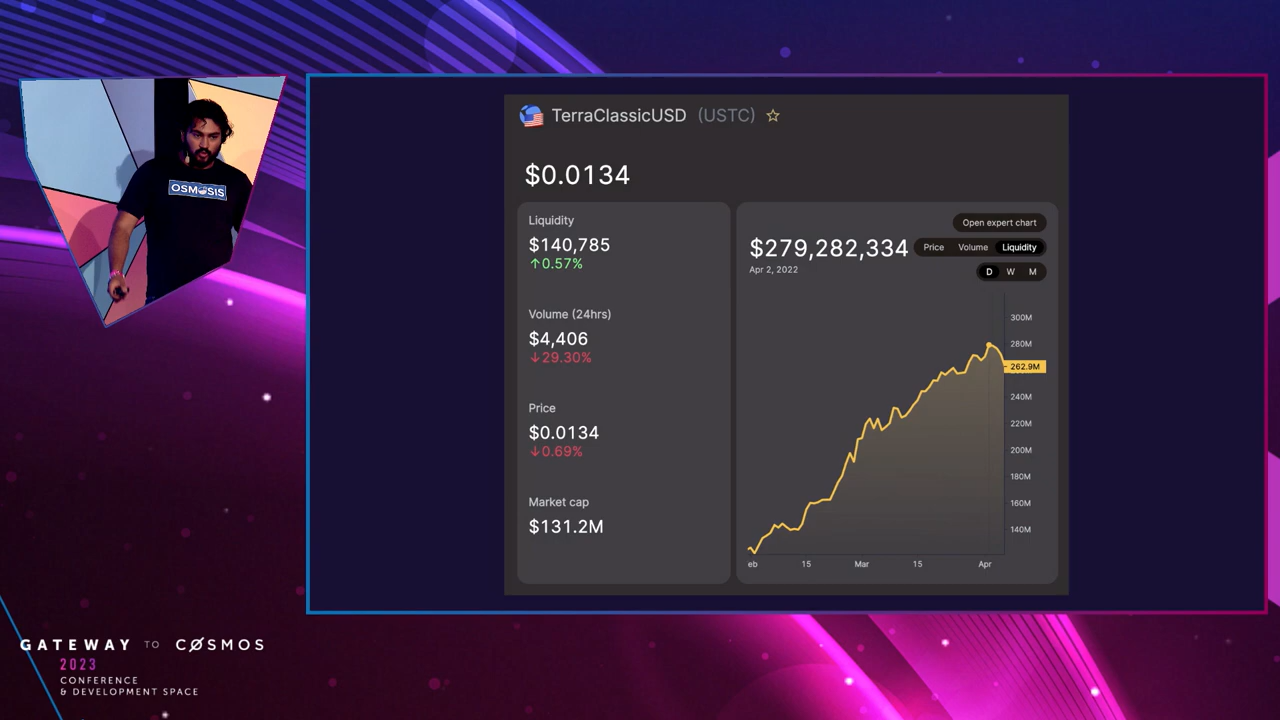 OSMOSIS
TerraClassicUSD (USTC) ☆
$0.0134
Liquidity
$140,785
↑0.57%
Volume (24hrs)
$4,406
↓29.30%
Price
$0.0134
↓0.69%
Market cap
$131.2M
Open expert chart
$279,282,334
Price Volume Liquidity
Apr 2, 2022
D W M
300M
280M
262.9M
240M
220M
200M
180M
160M
140M
eb 15 Mar 15 Apr
GATEWAY TO CØSMOS
2023
CONFERENCE
& DEVELOPMENT SPACE